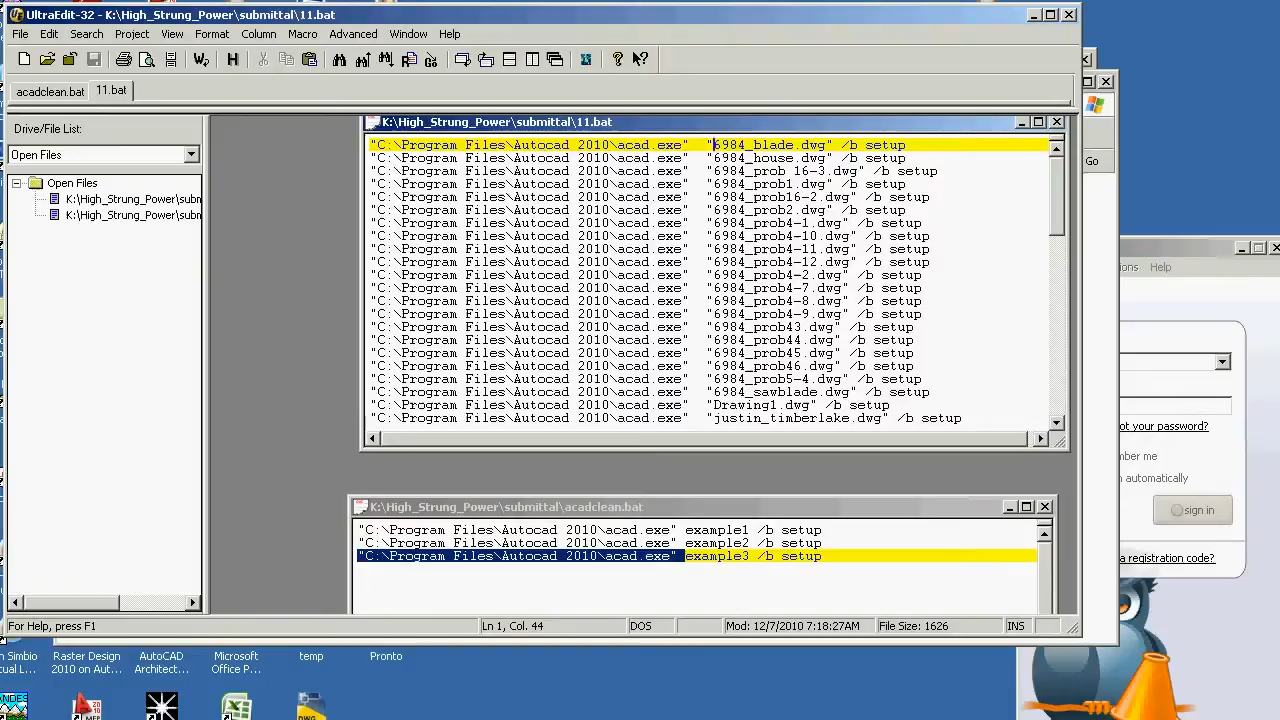 UltraEdit-32 - K:\High_Strung_Power\submittal\11.bat
File Edit Search Project View Format Column Macro Advanced Window Help
acadclean.bat 11.bat
Drive/File List:
Open Files
Open Files
K:\High_Strung_Power\subn
K:\High_Strung_Power\subn
K:\High_Strung_Power\submittal\11.bat
"C:\Program Files\Autocad 2010\acad.exe" "6984_blade.dwg" /b setup
"C:\Program Files\Autocad 2010\acad.exe" "6984_house.dwg" /b setup
"C:\Program Files\Autocad 2010\acad.exe" "6984_prob 16-3.dwg" /b setup
"C:\Program Files\Autocad 2010\acad.exe" "6984_prob1.dwg" /b setup
"C:\Program Files\Autocad 2010\acad.exe" "6984_prob16-2.dwg" /b setup
"C:\Program Files\Autocad 2010\acad.exe" "6984_prob2.dwg" /b setup
"C:\Program Files\Autocad 2010\acad.exe" "6984_prob4-1.dwg" /b setup
"C:\Program Files\Autocad 2010\acad.exe" "6984_prob4-10.dwg" /b setup
"C:\Program Files\Autocad 2010\acad.exe" "6984_prob4-11.dwg" /b setup
"C:\Program Files\Autocad 2010\acad.exe" "6984_prob4-12.dwg" /b setup
"C:\Program Files\Autocad 2010\acad.exe" "6984_prob4-2.dwg" /b setup
"C:\Program Files\Autocad 2010\acad.exe" "6984_prob4-7.dwg" /b setup
"C:\Program Files\Autocad 2010\acad.exe" "6984_prob4-8.dwg" /b setup
"C:\Program Files\Autocad 2010\acad.exe" "6984_prob4-9.dwg" /b setup
"C:\Program Files\Autocad 2010\acad.exe" "6984_prob43.dwg" /b setup
"C:\Program Files\Autocad 2010\acad.exe" "6984_prob44.dwg" /b setup
"C:\Program Files\Autocad 2010\acad.exe" "6984_prob45.dwg" /b setup
"C:\Program Files\Autocad 2010\acad.exe" "6984_prob46.dwg" /b setup
"C:\Program Files\Autocad 2010\acad.exe" "6984_prob5-4.dwg" /b setup
"C:\Program Files\Autocad 2010\acad.exe" "6984_sawblade.dwg" /b setup
"C:\Program Files\Autocad 2010\acad.exe" "Drawing1.dwg" /b setup
"C:\Program Files\Autocad 2010\acad.exe" "justin_timberlake.dwg" /b setup
K:\High_Strung_Power\submittal\acadclean.bat
"C:\Program Files\Autocad 2010\acad.exe" example1 /b setup
"C:\Program Files\Autocad 2010\acad.exe" example2 /b setup
"C:\Program Files\Autocad 2010\acad.exe" example3 /b setup
For Help, press F1 Ln 1, Col. 44 DOS Mod: 12/7/2010 7:18:27AM File Size: 1626 INS
Go
ions Help
ot your password?
mber me
n automatically
sign in
a registration code?
n Simbio
tual L...
Raster Design
2010 on Aut...
AutoCAD
Architect...
Microsoft
Office P...
temp
Pronto
DWG